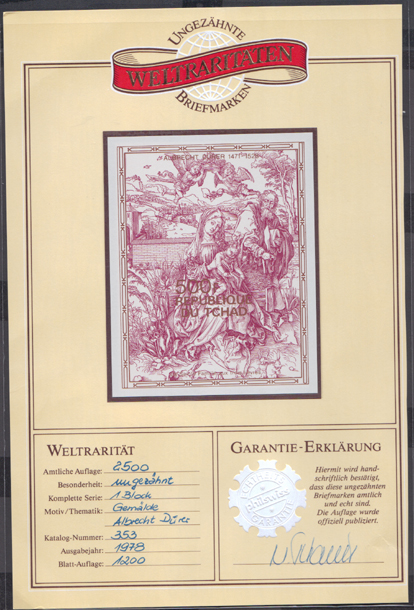 UNGEZÄHNTE
WELTRARITÄTEN
BRIEFMARKEN
ALBRECHT DÜRER 1471-1528
500F
REPUBLIQUE
DU TCHAD
WELTRARITÄT
Amtliche Auflage: 2500
Besonderheit: ungezähnt
Komplette Serie: 1 Block
Motiv/Thematik: Gemälde
Albrecht Dürer
Katalog-Nummer: 353
Ausgabejahr: 1978
Blatt-Auflage: 1200
GARANTIE-ERKLÄRUNG
Hiermit wird hand-
schriftlich bestätigt,
dass diese ungezähnten
Briefmarken amtlich
und echt sind.
Die Auflage wurde
offiziell publiziert.
philswiss